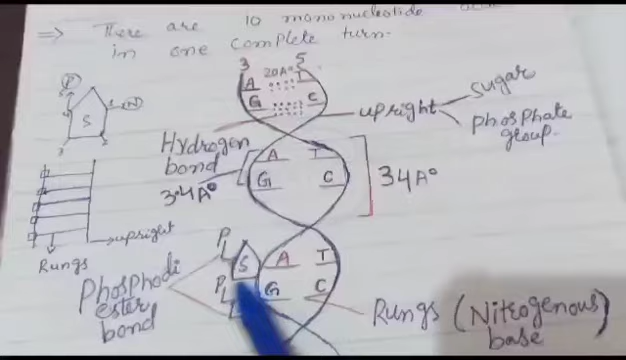 ⇒ There are 10 mononucleotide
in one complete turn.
3 5
20A°
A T
G C
P
S
N
upright
Sugar
phosphate
group.
Hydrogen
bond
3.4A°
A T
G C
34A°
upright
Rungs
Phosphodi
ester
bond
P
S
P
A T
G C
Rungs (Nitrogenous
base)